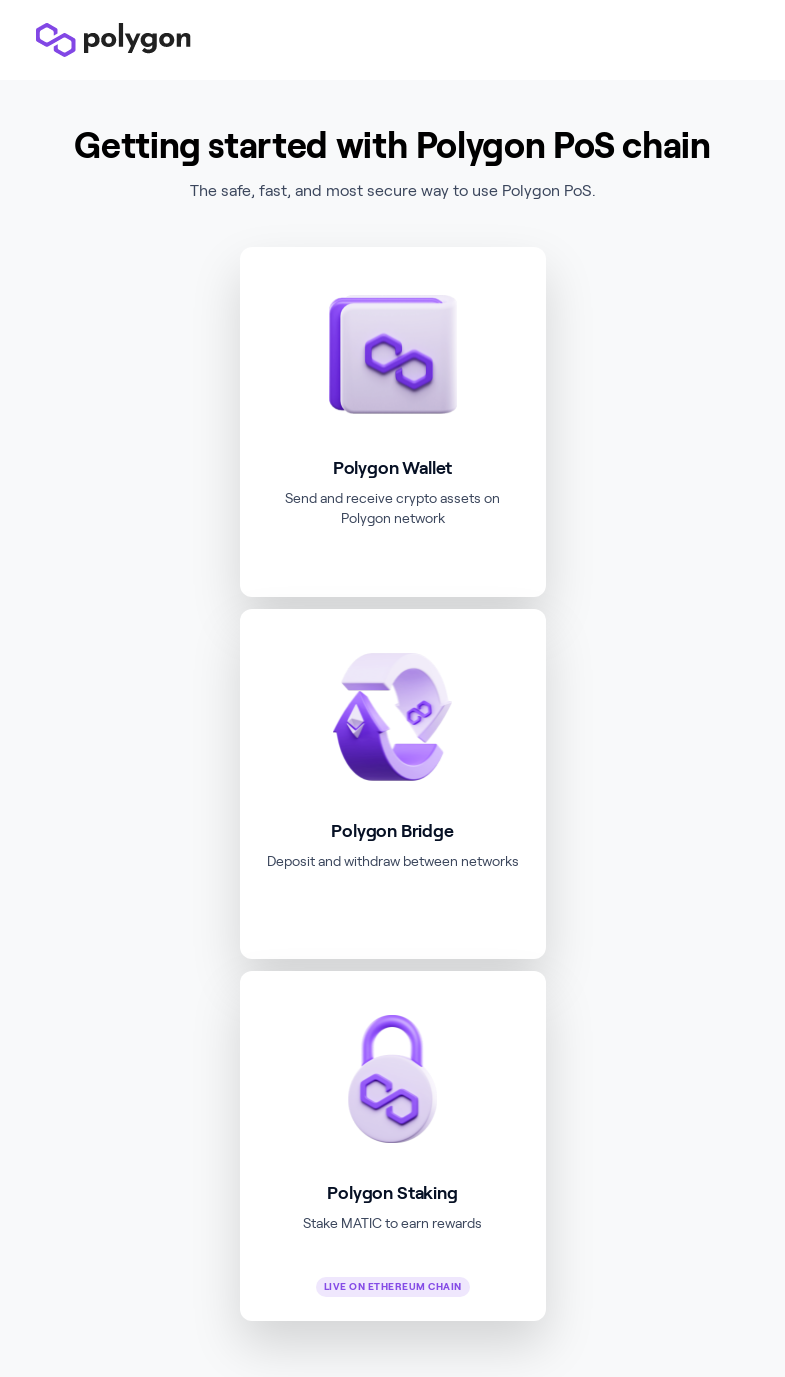 polygon
Getting started with Polygon PoS chain
The safe, fast, and most secure way to use Polygon PoS.
Polygon Wallet
Send and receive crypto assets on
Polygon network
Polygon Bridge
Deposit and withdraw between networks
Polygon Staking
Stake MATIC to earn rewards
LIVE ON ETHEREUM CHAIN